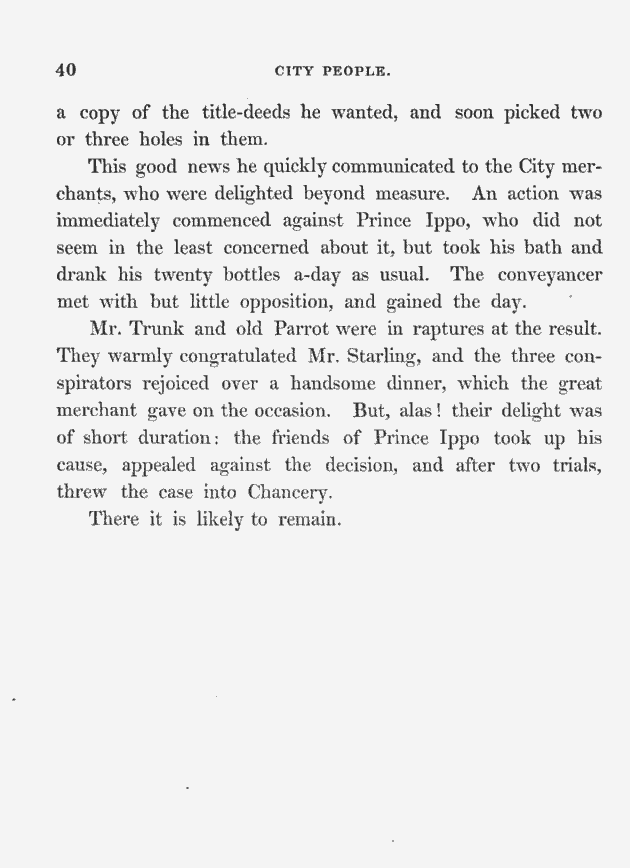 40 CITY PEOPLE.
a copy of the title-deeds he wanted, and soon picked two
or three holes in them.
This good news he quickly communicated to the City mer-
chants, who were delighted beyond measure. An action was
immediately commenced against Prince Ippo, who did not
seem in the least concerned about it, but took his bath and
drank his twenty bottles a-day as usual. The conveyancer
met with but little opposition, and gained the day.
Mr. Trunk and old Parrot were in raptures at the result.
They warmly congratulated Mr. Starling, and the three con-
spirators rejoiced over a handsome dinner, which the great
merchant gave on the occasion. But, alas! their delight was
of short duration: the friends of Prince Ippo took up his
cause, appealed against the decision, and after two trials,
threw the case into Chancery.
There it is likely to remain.